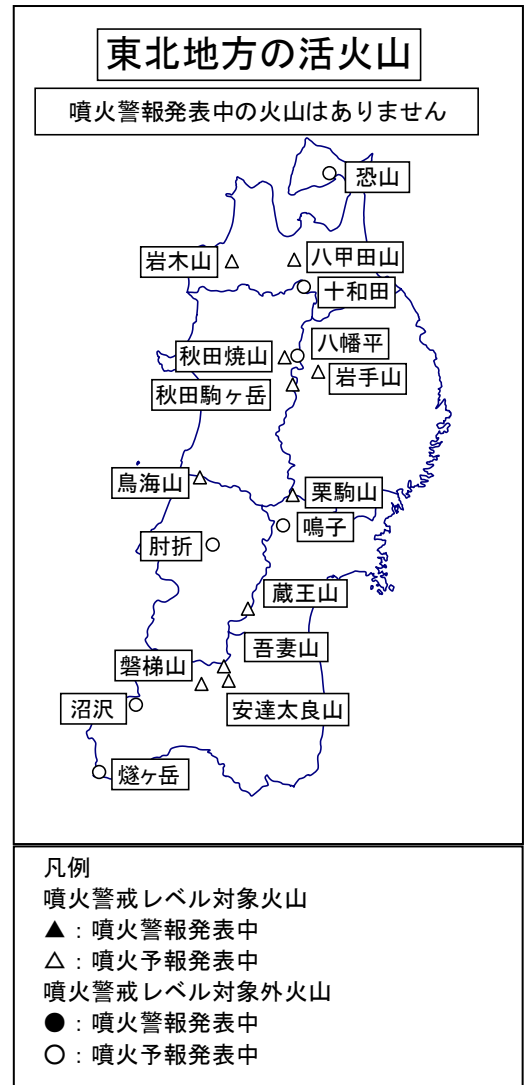 東北地方の活火山
噴火警報発表中の火山はありません
恐山
岩木山
八甲田山
十和田
八幡平
秋田焼山
岩手山
秋田駒ヶ岳
鳥海山
栗駒山
鳴子
肘折
蔵王山
吾妻山
磐梯山
安達太良山
沼沢
燧ヶ岳
凡例
噴火警戒レベル対象火山
▲：噴火警報発表中
△：噴火予報発表中
噴火警戒レベル対象外火山
●：噴火警報発表中
○：噴火予報発表中